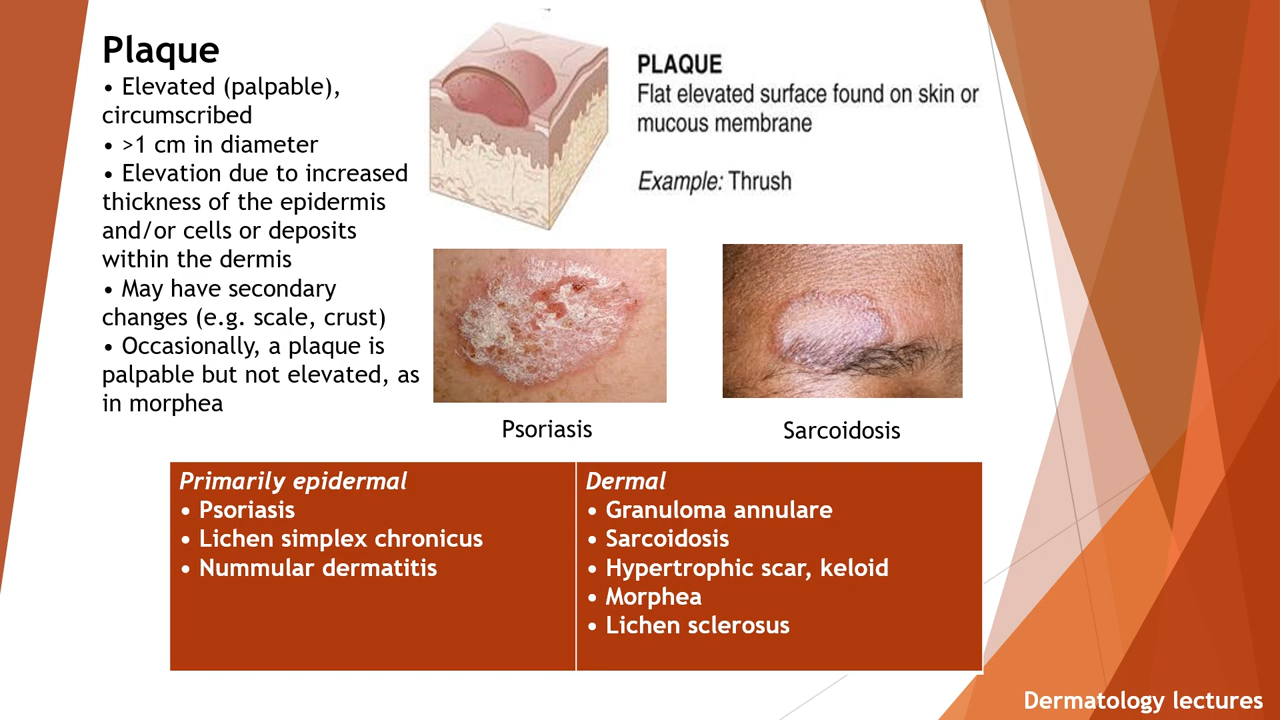 Plaque
• Elevated (palpable),
circumscribed
• >1 cm in diameter
• Elevation due to increased
thickness of the epidermis
and/or cells or deposits
within the dermis
• May have secondary
changes (e.g. scale, crust)
• Occasionally, a plaque is
palpable but not elevated, as
in morphea
PLAQUE
Flat elevated surface found on skin or
mucous membrane
Example: Thrush
Psoriasis
Sarcoidosis
Primarily epidermal
• Psoriasis
• Lichen simplex chronicus
• Nummular dermatitis
Dermal
• Granuloma annulare
• Sarcoidosis
• Hypertrophic scar, keloid
• Morphea
• Lichen sclerosus
Dermatology lectures